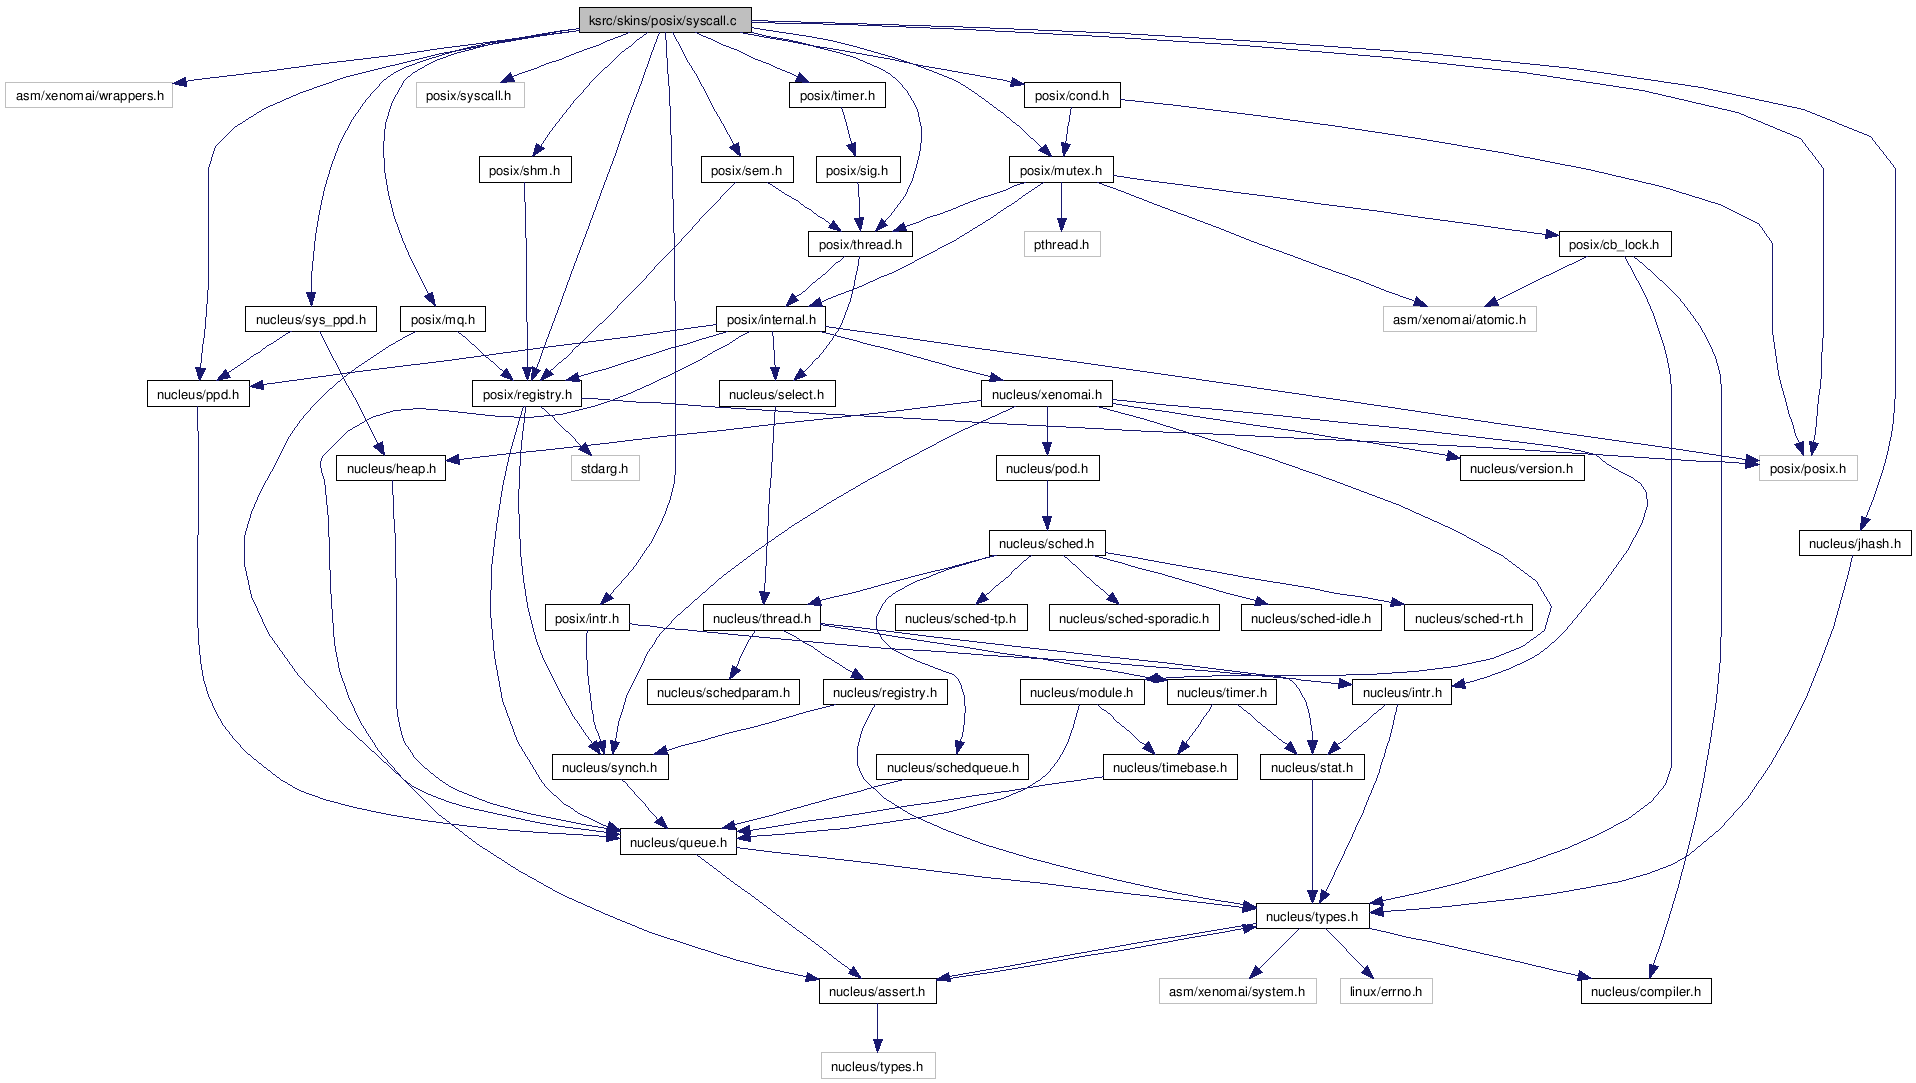 ksrc/skins/posix/syscall.c
asm/xenomai/wrappers.h
posix/syscall.h
posix/timer.h
posix/cond.h
posix/shm.h
posix/sem.h
posix/sig.h
posix/mutex.h
posix/thread.h
pthread.h
posix/cb_lock.h
nucleus/sys_ppd.h
posix/mq.h
posix/internal.h
asm/xenomai/atomic.h
nucleus/ppd.h
posix/registry.h
nucleus/select.h
nucleus/xenomai.h
nucleus/heap.h
stdarg.h
nucleus/pod.h
nucleus/version.h
posix/posix.h
nucleus/sched.h
nucleus/jhash.h
posix/intr.h
nucleus/thread.h
nucleus/sched-tp.h
nucleus/sched-sporadic.h
nucleus/sched-idle.h
nucleus/sched-rt.h
nucleus/schedparam.h
nucleus/registry.h
nucleus/module.h
nucleus/timer.h
nucleus/intr.h
nucleus/synch.h
nucleus/schedqueue.h
nucleus/timebase.h
nucleus/stat.h
nucleus/queue.h
nucleus/types.h
nucleus/assert.h
asm/xenomai/system.h
linux/errno.h
nucleus/compiler.h
nucleus/types.h